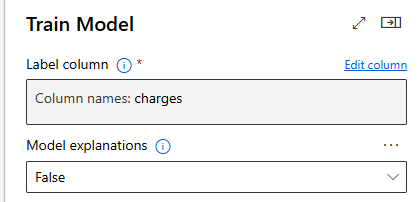 Train Model
Label column * Edit column
Column names: charges
Model explanations ...
False